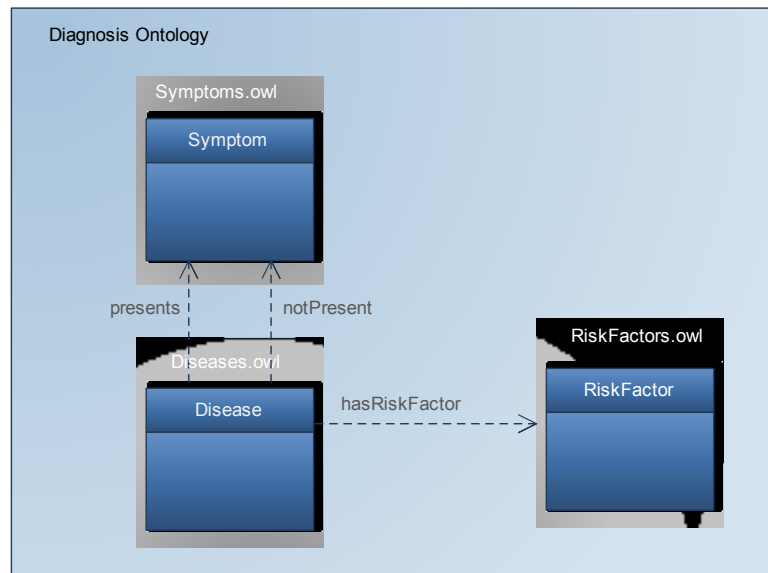 Diagnosis Ontology
Symptoms.owl
Symptom
presents
notPresent
Diseases.owl
Disease
hasRiskFactor
RiskFactors.owl
RiskFactor